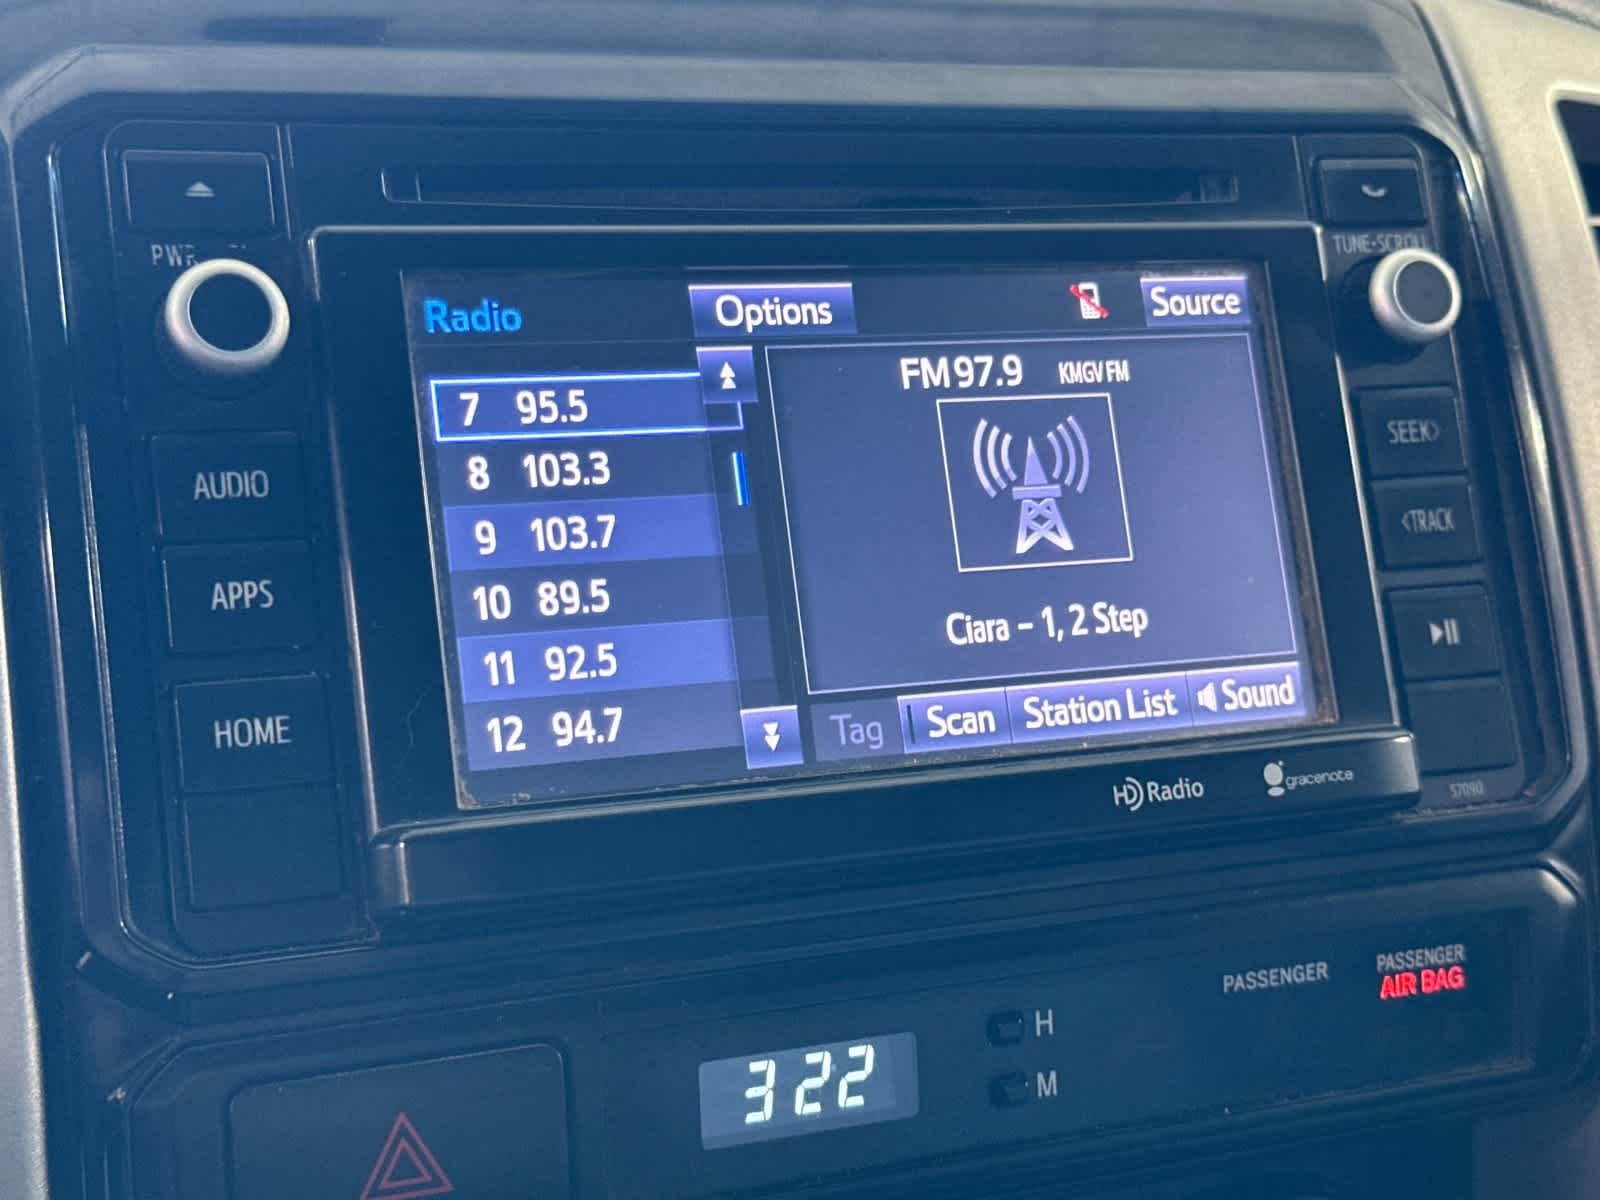 PWR
TUNE•SCROLL
Radio
Options
Source
7 95.5
8 103.3
9 103.7
10 89.5
11 92.5
12 94.7
FM 97.9 KMGV FM
Ciara – 1, 2 Step
Tag
Scan
Station List
Sound
AUDIO
APPS
HOME
SEEK>
<TRACK
HD Radio
gracenote
57090
PASSENGER
PASSENGER
AIR BAG
H
M
3 22